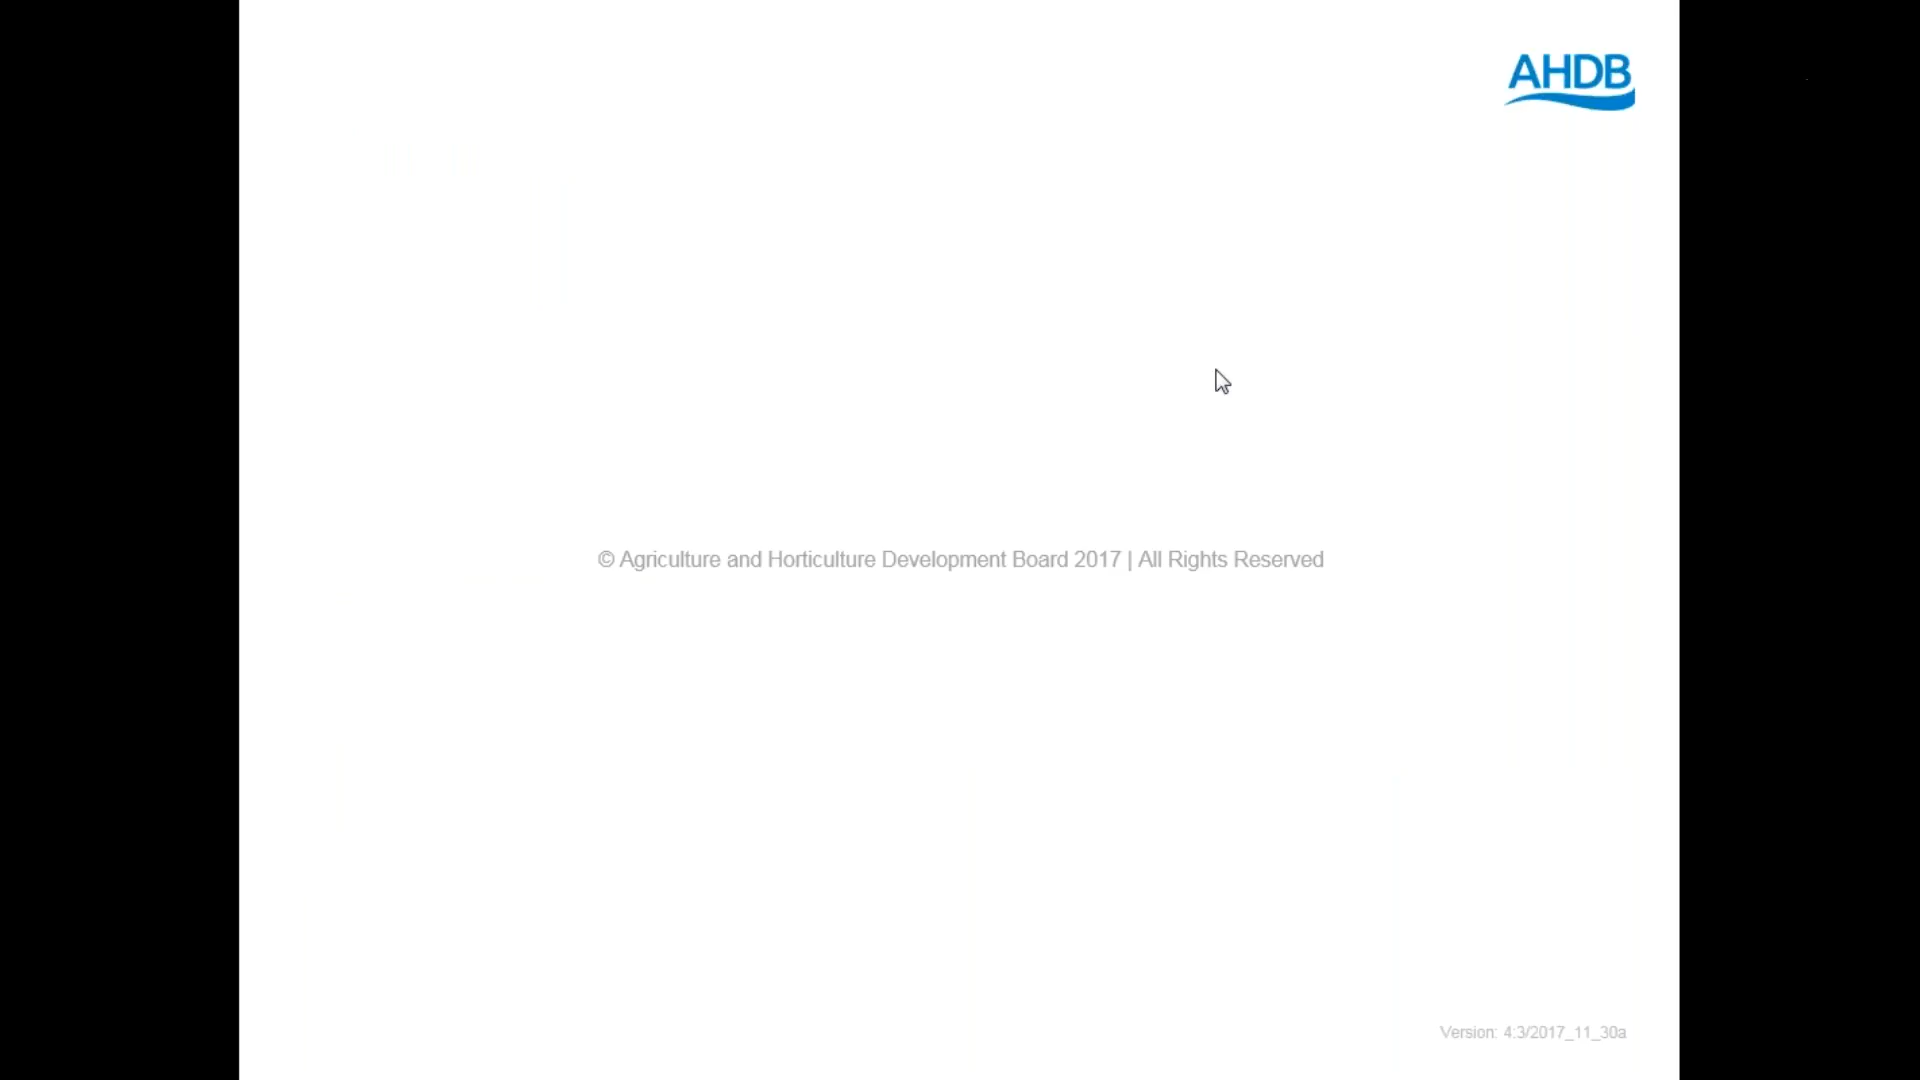 AHDB
© Agriculture and Horticulture Development Board 2017 | All Rights Reserved
Version: 4:3/2017_11_30a